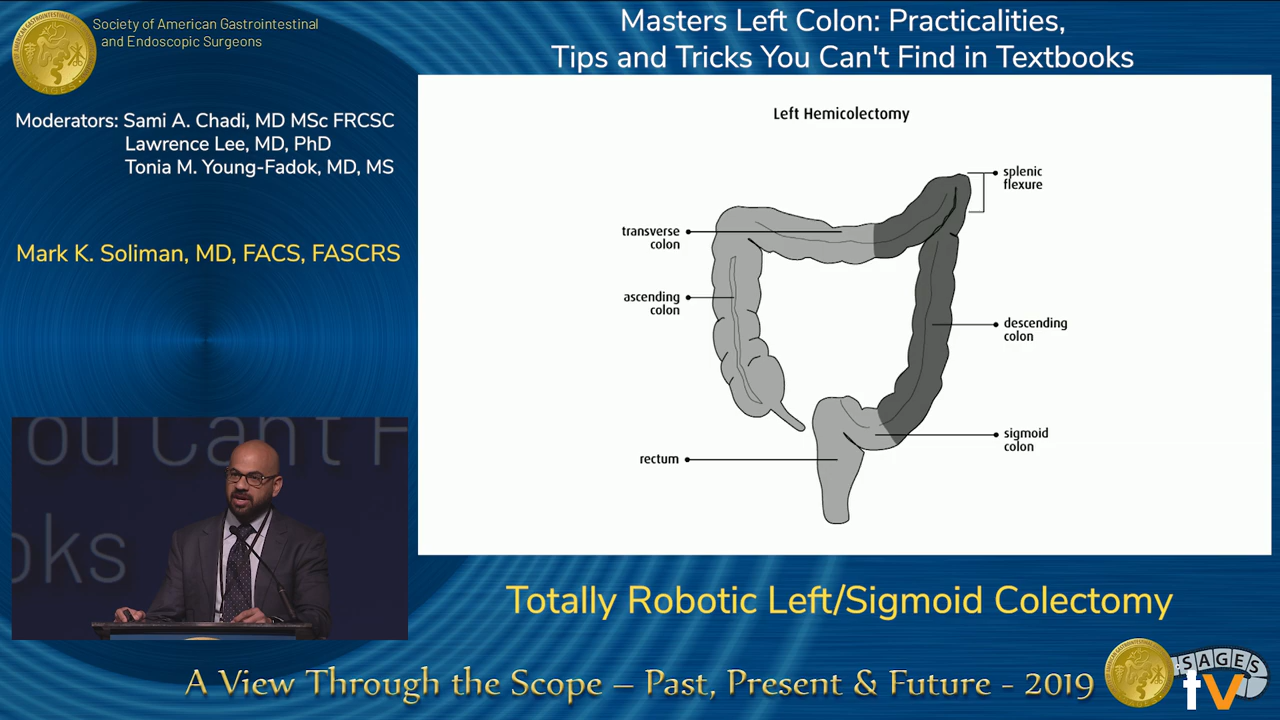 Society of American Gastrointestinal
and Endoscopic Surgeons
Masters Left Colon: Practicalities,
Tips and Tricks You Can't Find in Textbooks
Moderators: Sami A. Chadi, MD MSc FRCSC
Lawrence Lee, MD, PhD
Tonia M. Young-Fadok, MD, MS
Mark K. Soliman, MD, FACS, FASCRS
Left Hemicolectomy
splenic
flexure
transverse
colon
ascending
colon
descending
colon
sigmoid
colon
rectum
ou Can't F
oks
Totally Robotic Left/Sigmoid Colectomy
A View Through the Scope – Past, Present & Future - 2019
SAGES
tv